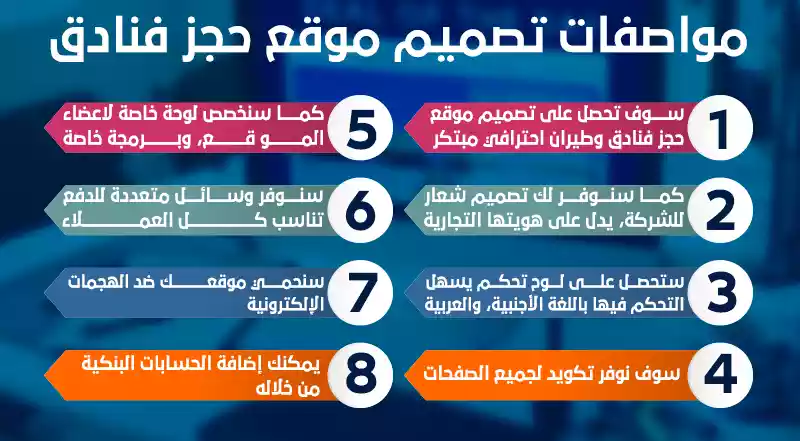 مواصفات تصميم موقع حجز فنادق
1
سوف تحصل على تصميم موقع
حجز فنادق وطيران احترافي مبتكر
2
كما سنوفر لك تصميم شعار
للشركة، يدل على هويتها التجارية
3
ستحصل على لوح تحكم يسهل
التحكم فيها باللغة الأجنبية، والعربية
4
سوف نوفر تكويد لجميع الصفحات
5
كما سنخصص لوحة خاصة لاعضاء
المو قع، وبرمجة خاصة
6
سنوفر وسائل متعددة للدفع
تناسب كل العملاء
7
سنحمي موقعك ضد الهجمات
الإلكترونية
8
يمكنك إضافة الحسابات البنكية
من خلاله